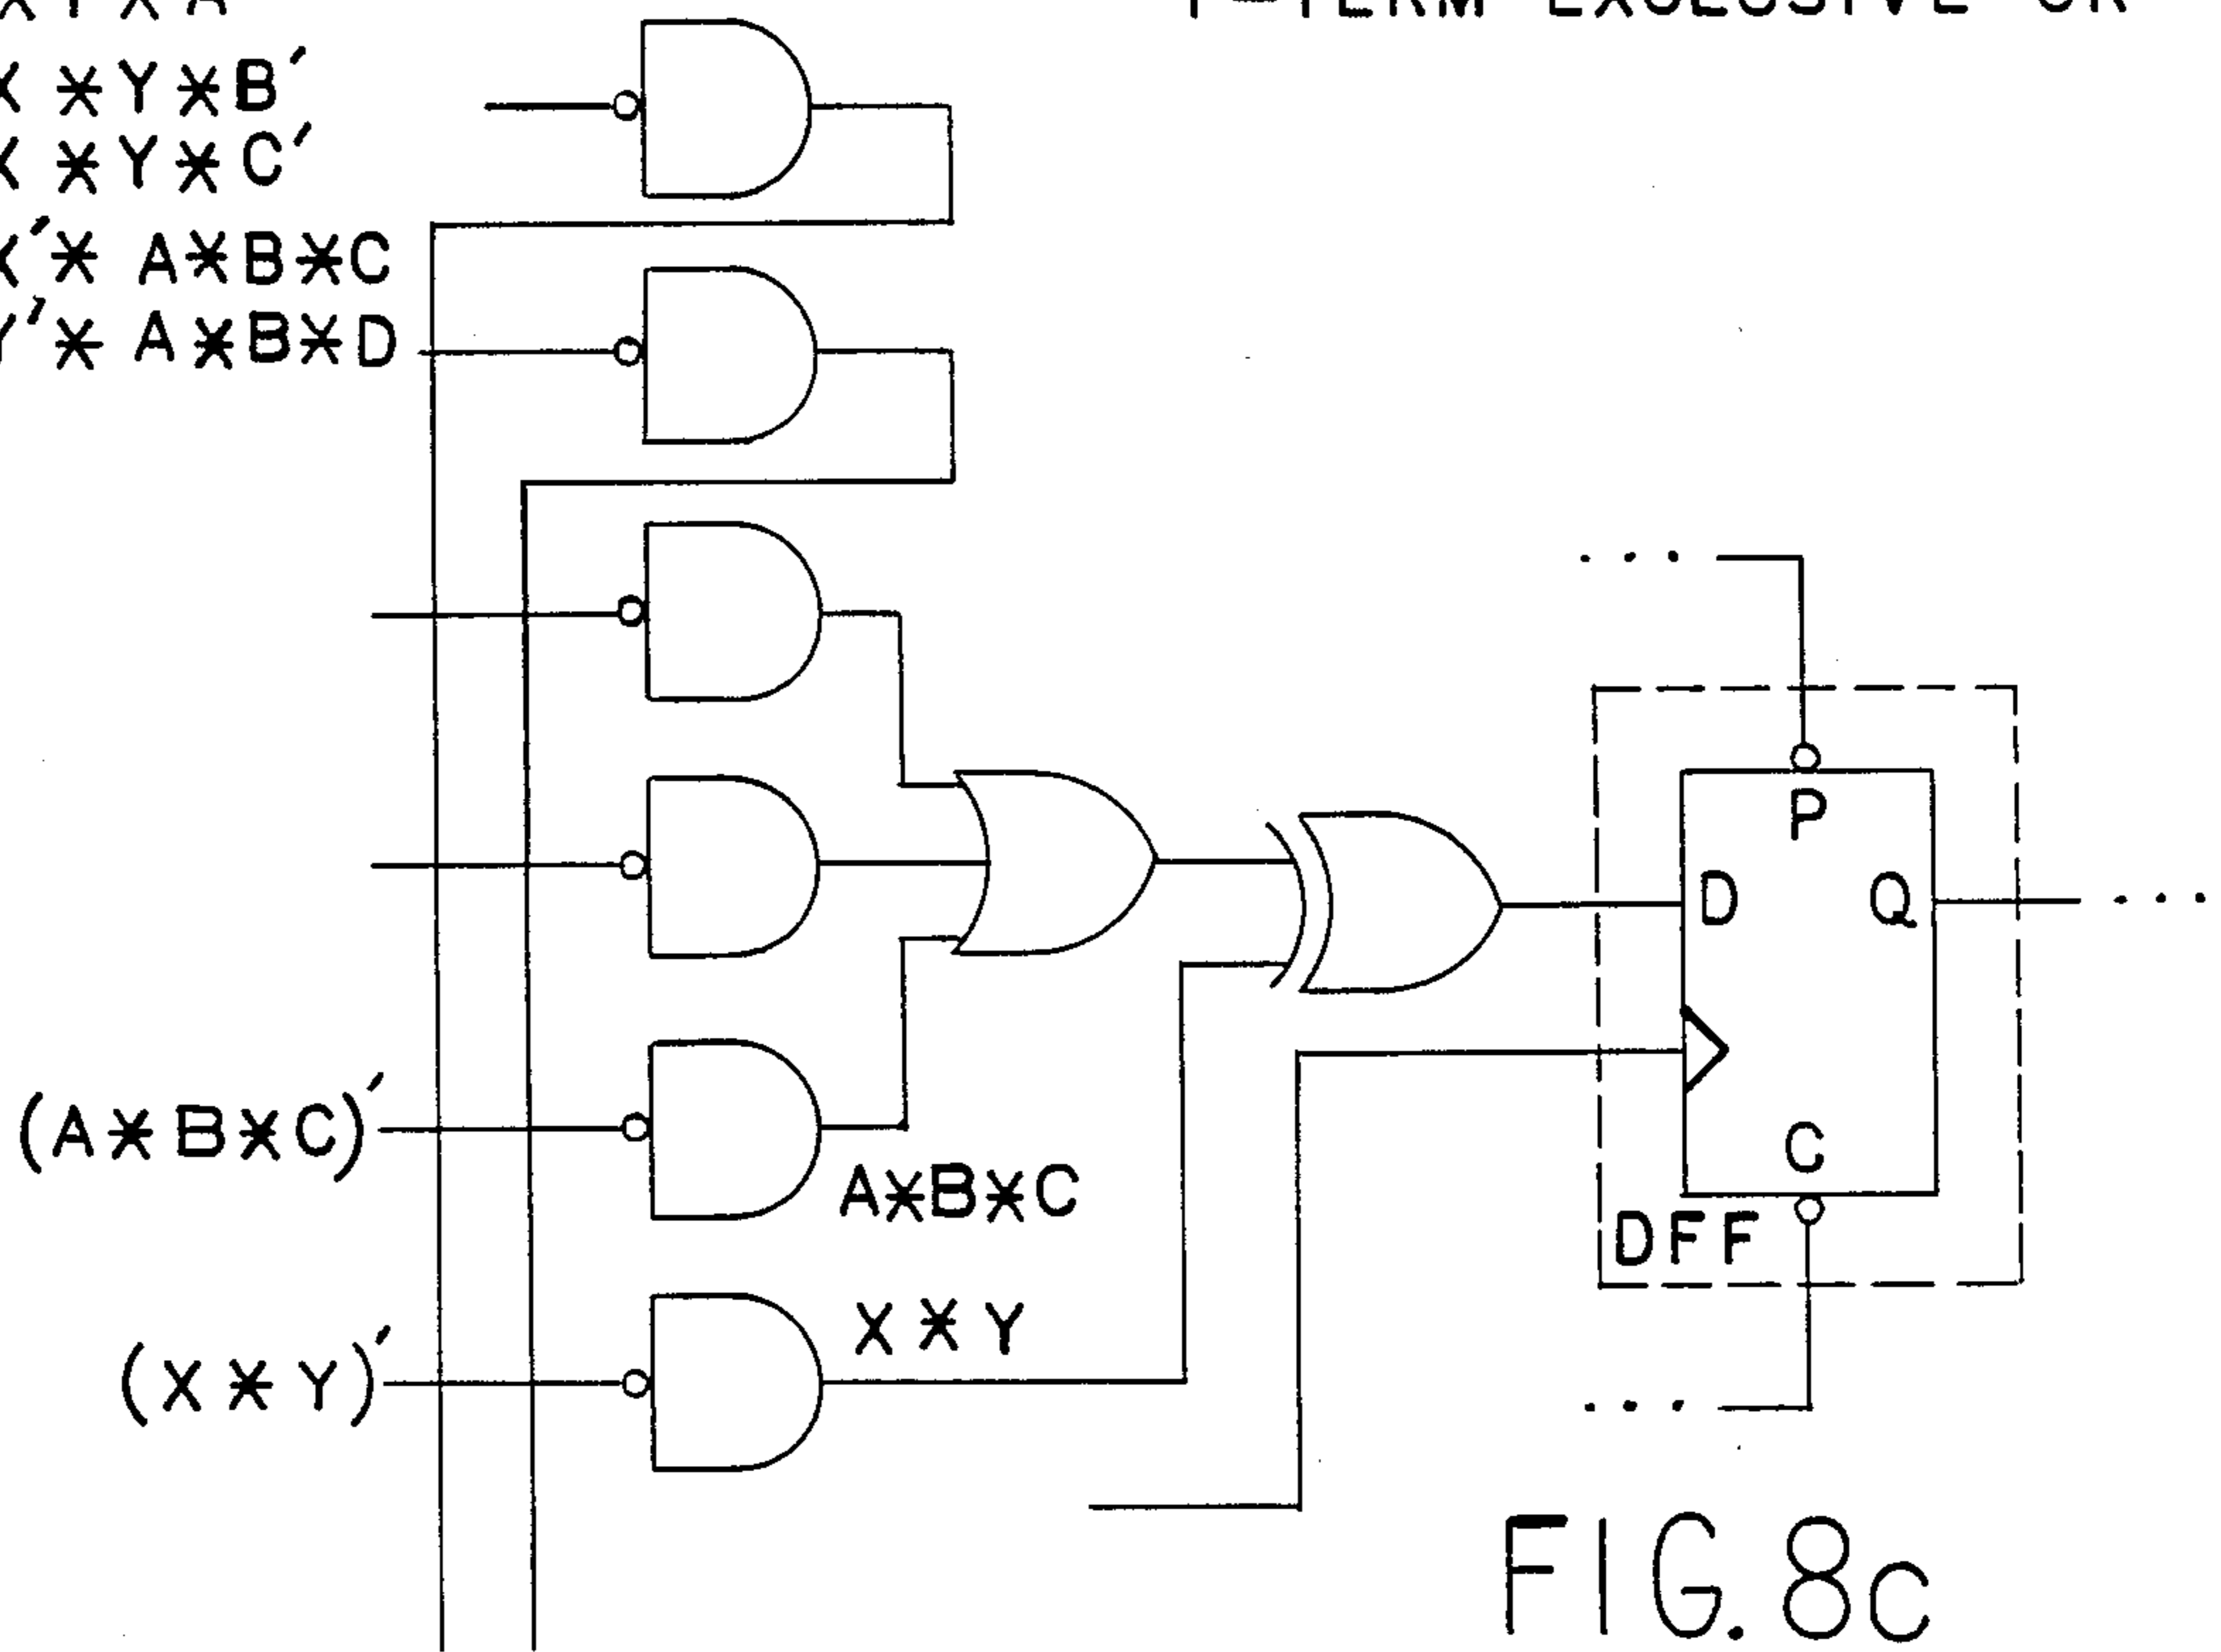 X*Y*B'
X*Y*C'
X'* A*B*C
Y'* A*B*D
P
D
Q
(A*B*C)'
C
A*B*C
DFF
X*Y
(X*Y)'
FIG.8C